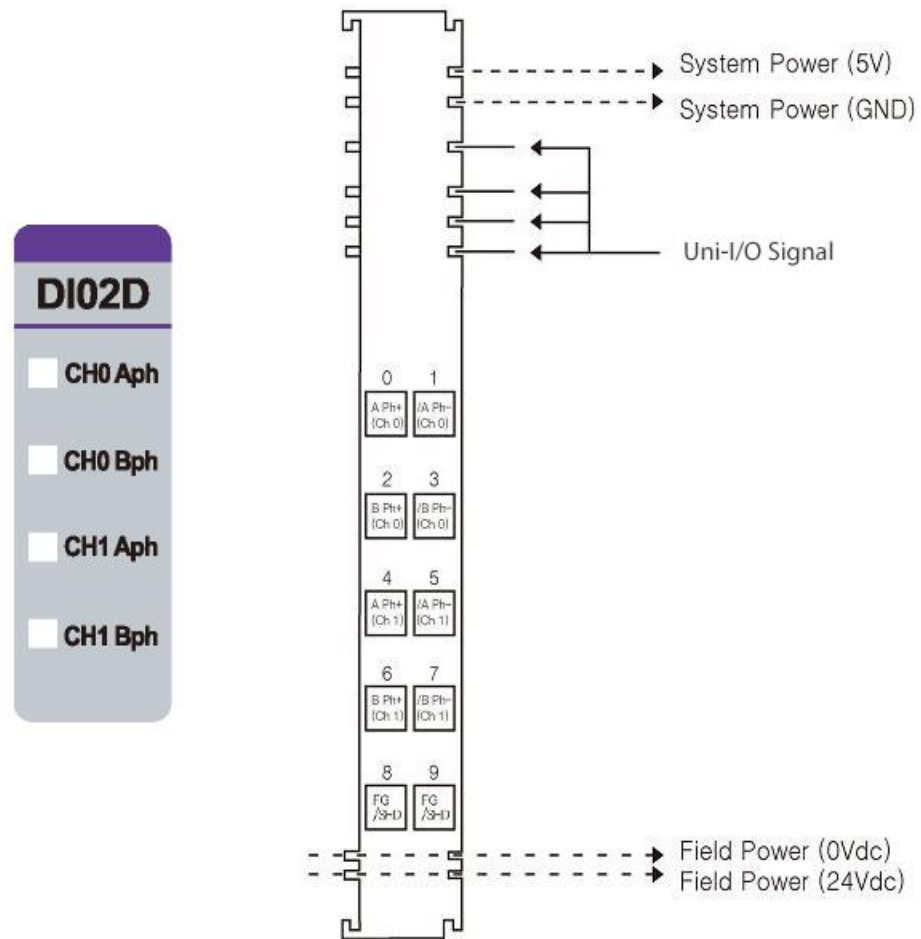 System Power (5V)
System Power (GND)
Uni-I/O Signal
DI02D
CH0 Aph
CH0 Bph
CH1 Aph
CH1 Bph
0 1
A Ph+ /A Ph-
(Ch 0) (Ch 0)
2 3
B Ph+ /B Ph-
(Ch 0) (Ch 0)
4 5
A Ph+ /A Ph-
(Ch 1) (Ch 1)
6 7
B Ph+ /B Ph-
(Ch 1) (Ch 1)
8 9
FG FG
/SHD /SHD
Field Power (0Vdc)
Field Power (24Vdc)